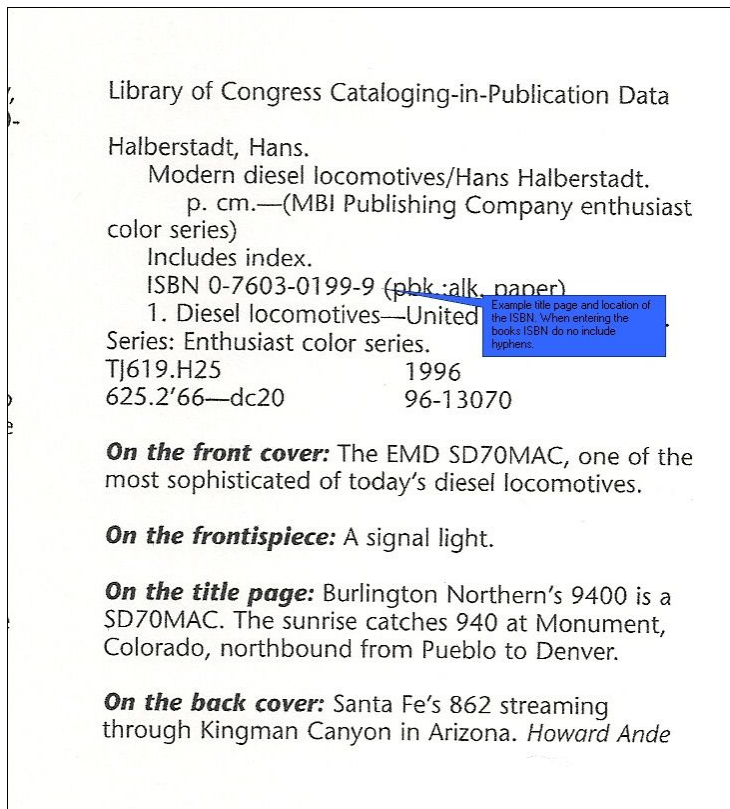 Library of Congress Cataloging-in-Publication Data
Halberstadt, Hans.
Modern diesel locomotives/Hans Halberstadt.
p. cm.—(MBI Publishing Company enthusiast
color series)
Includes index.
ISBN 0-7603-0199-9 (pbk.:alk. paper)
1. Diesel locomotives—United
Example title page and location of
the ISBN. When entering the
books ISBN do no include
hyphens.
Series: Enthusiast color series.
TJ619.H25 1996
625.2'66—dc20 96-13070
On the front cover: The EMD SD70MAC, one of the
most sophisticated of today's diesel locomotives.
On the frontispiece: A signal light.
On the title page: Burlington Northern's 9400 is a
SD70MAC. The sunrise catches 940 at Monument,
Colorado, northbound from Pueblo to Denver.
On the back cover: Santa Fe's 862 streaming
through Kingman Canyon in Arizona. Howard Ande